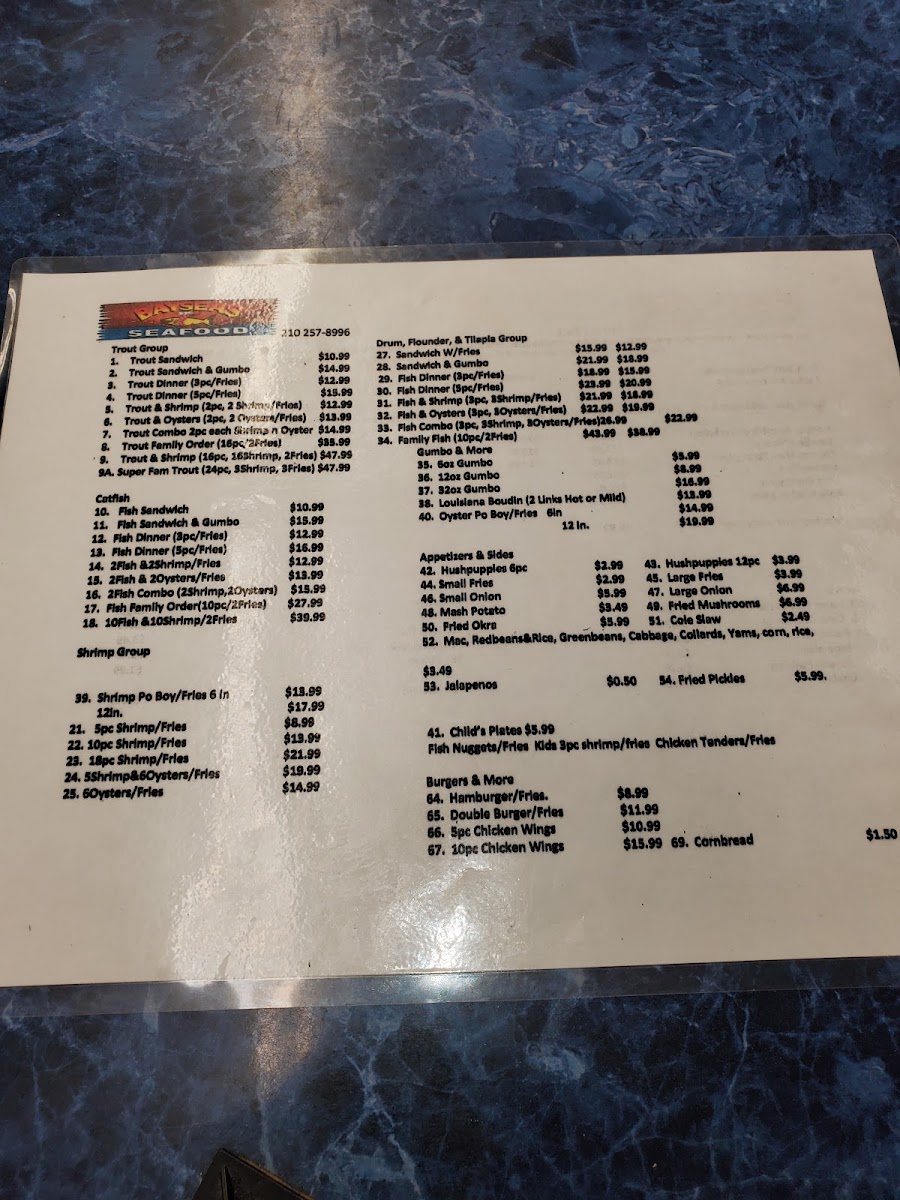 BAYSEAS
SEAFOOD 210 257-8996
Trout Group
1. Trout Sandwich $10.99
2. Trout Sandwich & Gumbo $14.99
3. Trout Dinner (3pc/Fries) $12.99
4. Trout Dinner (5pc/Fries) $15.99
5. Trout & Shrimp (2pc, 2 Shrimp/Fries) $12.99
6. Trout & Oysters (2pc, 2 Oysters/Fries) $13.99
7. Trout Combo 2pc each Shrimp n Oyster $14.99
8. Trout Family Order (16pc/2Fries) $35.99
9. Trout & Shrimp (16pc, 16Shrimp, 2Fries) $47.99
9A. Super Fam Trout (24pc, 3Shrimp, 3Fries) $47.99
Catfish
10. Fish Sandwich $10.99
11. Fish Sandwich & Gumbo $15.99
12. Fish Dinner (3pc/Fries) $12.99
13. Fish Dinner (5pc/Fries) $16.99
14. 2Fish &2Shrimp/Fries $12.99
15. 2Fish & 2Oysters/Fries $13.99
16. 2Fish Combo (2Shrimp,2Oysters) $15.99
17. Fish Family Order(10pc/2Fries) $27.99
18. 10Fish &10Shrimp/2Fries $39.99
Shrimp Group
39. Shrimp Po Boy/Fries 6 in $13.99
12in. $17.99
21. 5pc Shrimp/Fries $8.99
22. 10pc Shrimp/Fries $13.99
23. 18pc Shrimp/Fries $21.99
24. 5Shrimp&6Oysters/Fries $19.99
25. 6Oysters/Fries $14.99
Drum, Flounder, & Tilapia Group
27. Sandwich W/Fries $15.99 $12.99
28. Sandwich & Gumbo $21.99 $18.99
29. Fish Dinner (3pc/Fries) $18.99 $15.99
30. Fish Dinner (5pc/Fries) $23.99 $20.99
31. Fish & Shrimp (3pc, 3Shrimp/Fries) $21.99 $18.99
32. Fish & Oysters (3pc, 3Oysters/Fries) $22.99 $19.99
33. Fish Combo (3pc, 3Shrimp, 3Oysters/Fries)26.99 $22.99
34. Family Fish (10pc/2Fries) $43.99 $38.99
Gumbo & More
35. 6oz Gumbo $5.99
36. 12oz Gumbo $8.99
37. 32oz Gumbo $16.99
38. Louisiana Boudin (2 Links Hot or Mild) $13.99
40. Oyster Po Boy/Fries 6in $14.99
12 in. $19.99
Appetizers & Sides
42. Hushpuppies 6pc $2.99 43. Hushpuppies 12pc $3.99
44. Small Fries $2.99 45. Large Fries $3.99
46. Small Onion $5.99 47. Large Onion $6.99
48. Mash Potato $3.49 49. Fried Mushrooms $6.99
50. Fried Okra $5.99 51. Cole Slaw $2.49
52. Mac, Redbeans&Rice, Greenbeans, Cabbage, Collards, Yams, corn, rice,
$3.49
53. Jalapenos $0.50 54. Fried Pickles $5.99.
41. Child's Plates $5.99
Fish Nuggets/Fries Kids 3pc shrimp/fries Chicken Tenders/Fries
Burgers & More
64. Hamburger/Fries. $8.99
65. Double Burger/Fries $11.99
66. 5pc Chicken Wings $10.99
67. 10pc Chicken Wings $15.99 69. Cornbread $1.50